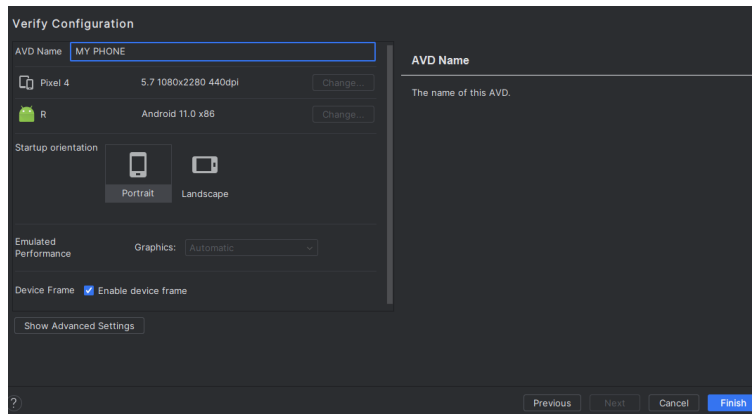 Verify Configuration
AVD Name MY PHONE
Pixel 4 5.7 1080x2280 440dpi Change...
R Android 11.0 x86 Change...
Startup orientation
Portrait Landscape
Emulated
Performance
Graphics: Automatic
Device Frame Enable device frame
Show Advanced Settings
AVD Name
The name of this AVD.
? Previous Next Cancel Finish